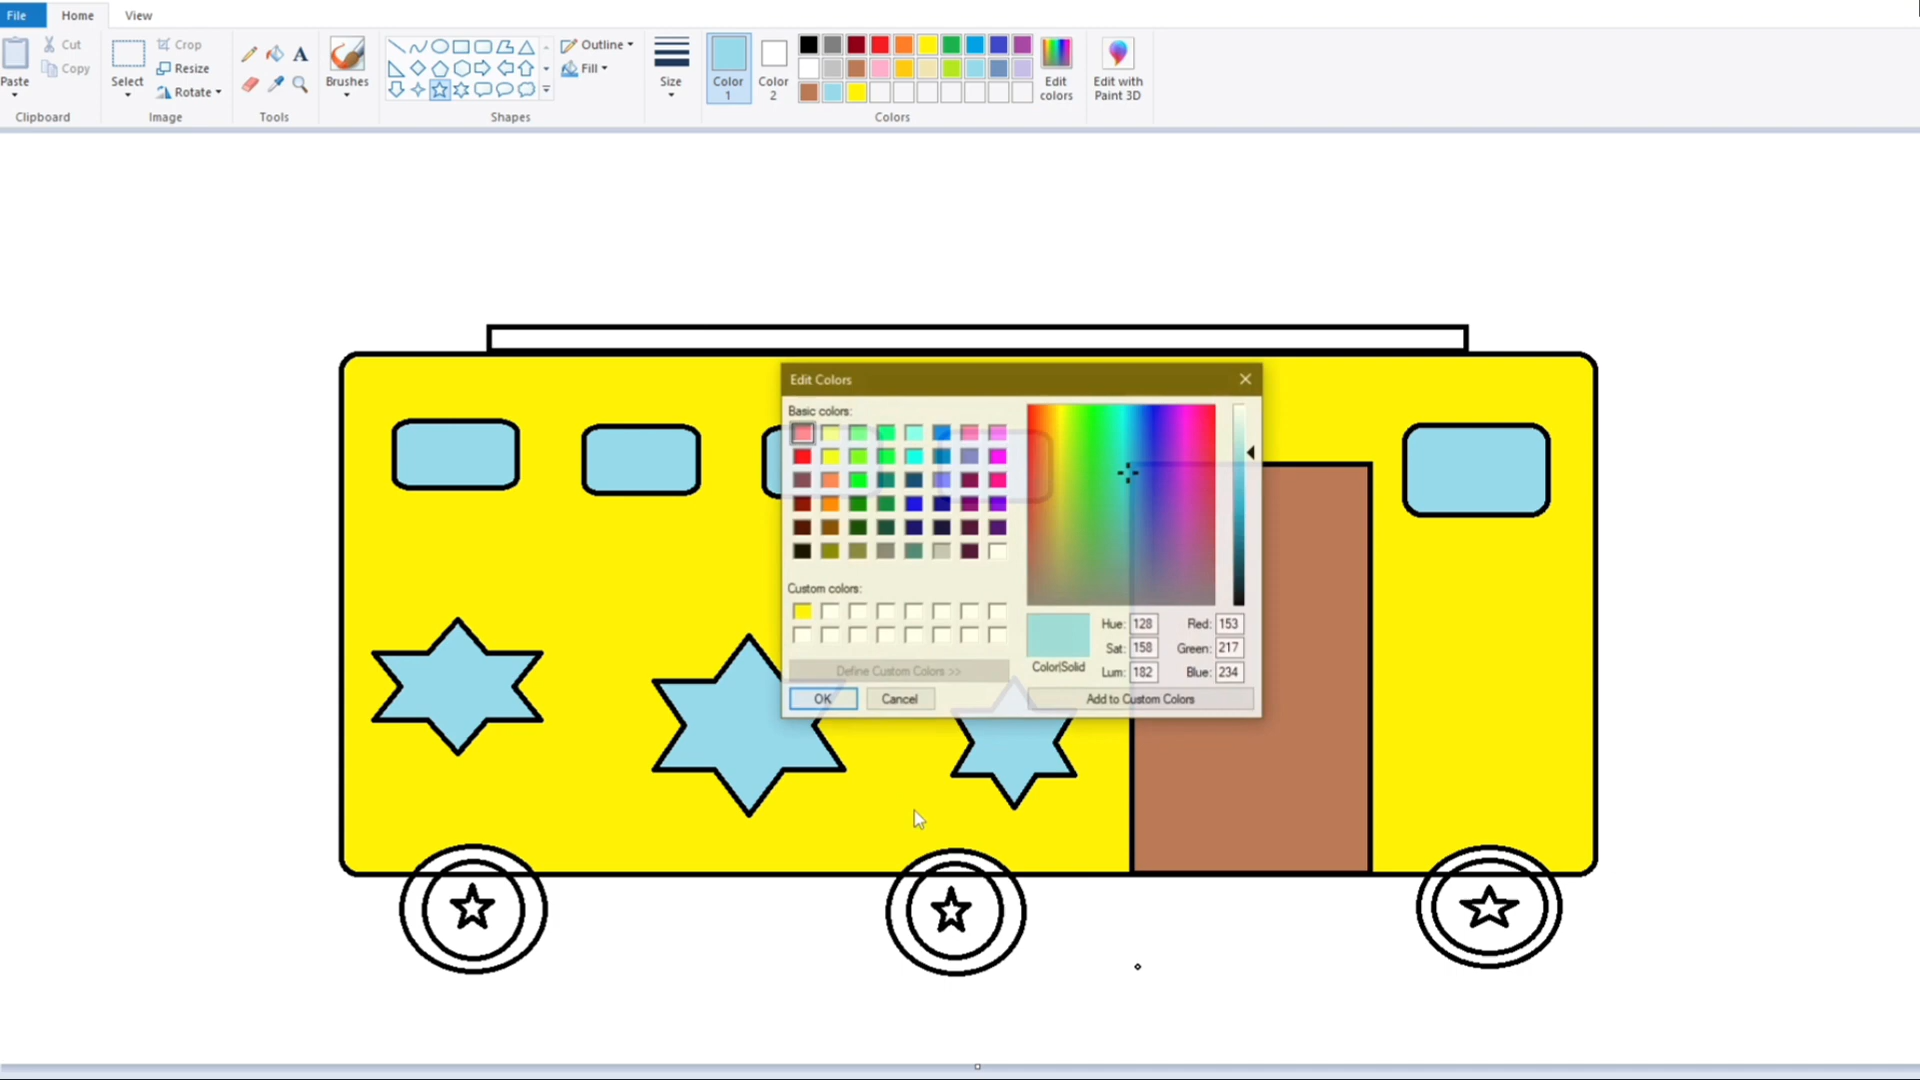 File Home View
Paste
Cut
Copy
Clipboard
Select
Crop
Resize
Rotate
Image
A
Tools
Brushes
Outline
Fill
Shapes
Size
Color
1
Color
2
Edit
colors
Edit with
Paint 3D
Colors
Edit Colors
Basic colors:
Custom colors:
Define Custom Colors >>
OK Cancel
Color|Solid
Hue: 128 Red: 153
Sat: 158 Green: 217
Lum: 182 Blue: 234
Add to Custom Colors